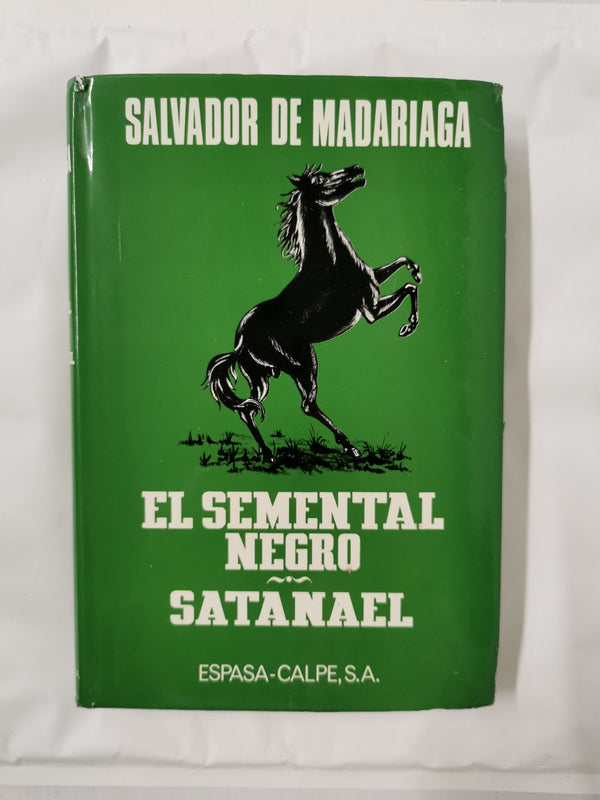 SALVADOR DE MADARIAGA
EL SEMENTAL
NEGRO
SATANAEL
ESPASA-CALPE, S.A.